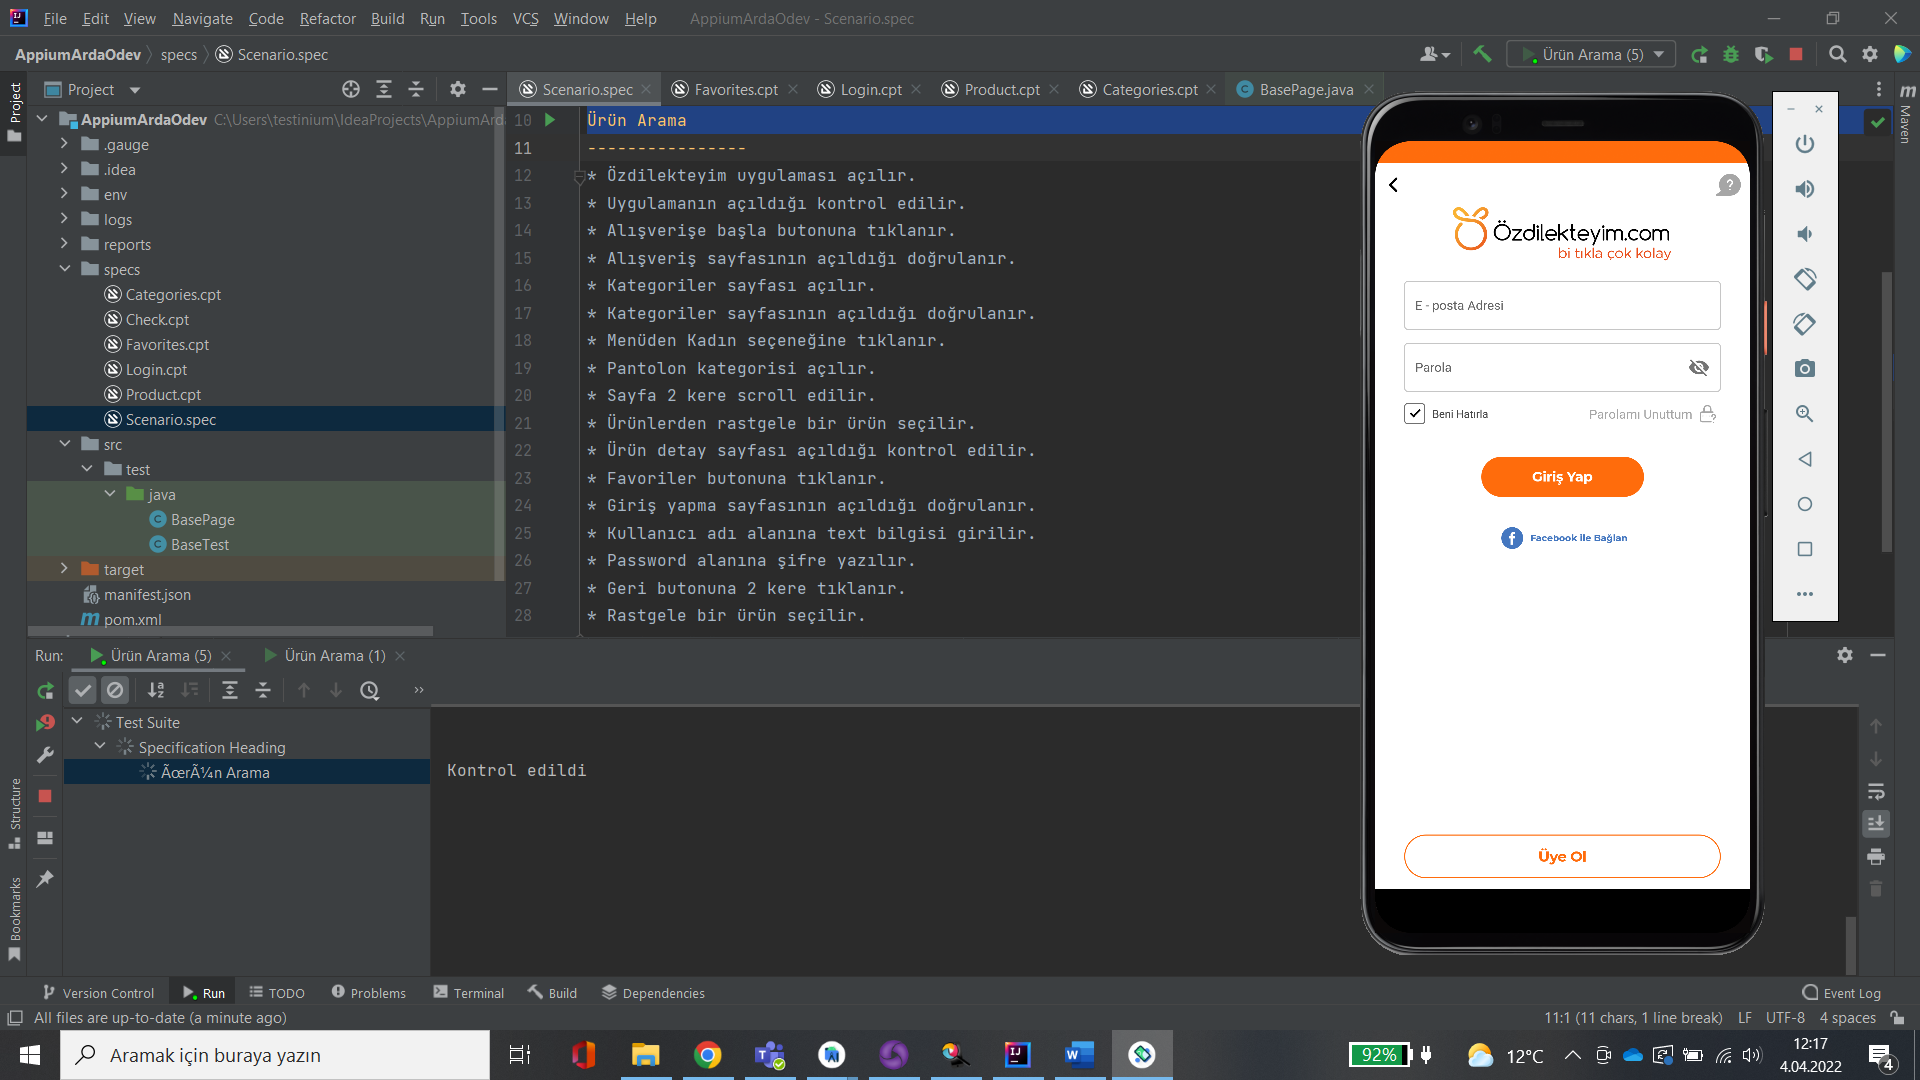 File Edit View Navigate Code Refactor Build Run Tools VCS Window Help AppiumArdaOdev - Scenario.spec
AppiumArdaOdev specs Scenario.spec
Ürün Arama (5)
Project
Scenario.spec Favorites.cpt Login.cpt Product.cpt Categories.cpt BasePage.java
AppiumArdaOdev C:\Users\testinium\IdeaProjects\AppiumArd
.gauge
.idea
env
logs
reports
specs
Categories.cpt
Check.cpt
Favorites.cpt
Login.cpt
Product.cpt
Scenario.spec
src
test
java
BasePage
BaseTest
target
manifest.json
pom.xml
10 Ürün Arama
11 ----------------
12 * Özdilekteyim uygulaması açılır.
13 * Uygulamanın açıldığı kontrol edilir.
14 * Alışverişe başla butonuna tıklanır.
15 * Alışveriş sayfasının açıldığı doğrulanır.
16 * Kategoriler sayfası açılır.
17 * Kategoriler sayfasının açıldığı doğrulanır.
18 * Menüden Kadın seçeneğine tıklanır.
19 * Pantolon kategorisi açılır.
20 * Sayfa 2 kere scroll edilir.
21 * Ürünlerden rastgele bir ürün seçilir.
22 * Ürün detay sayfası açıldığı kontrol edilir.
23 * Favoriler butonuna tıklanır.
24 * Giriş yapma sayfasının açıldığı doğrulanır.
25 * Kullanıcı adı alanına text bilgisi girilir.
26 * Password alanına şifre yazılır.
27 * Geri butonuna 2 kere tıklanır.
28 * Rastgele bir ürün seçilir.
Özdilekteyim.com
bi tıkla çok kolay
E - posta Adresi
Parola
Beni Hatırla Parolamı Unuttum
Giriş Yap
Facebook ile Bağlan
Üye Ol
Project
Maven
Structure
Bookmarks
Run: Ürün Arama (5) Ürün Arama (1)
Test Suite
Specification Heading
ÃœrÃ¼n Arama
Kontrol edildi
Version Control Run TODO Problems Terminal Build Dependencies Event Log
All files are up-to-date (a minute ago) 11:1 (11 chars, 1 line break) LF UTF-8 4 spaces
Aramak için buraya yazın
92% 12°C 12:17
4.04.2022
4